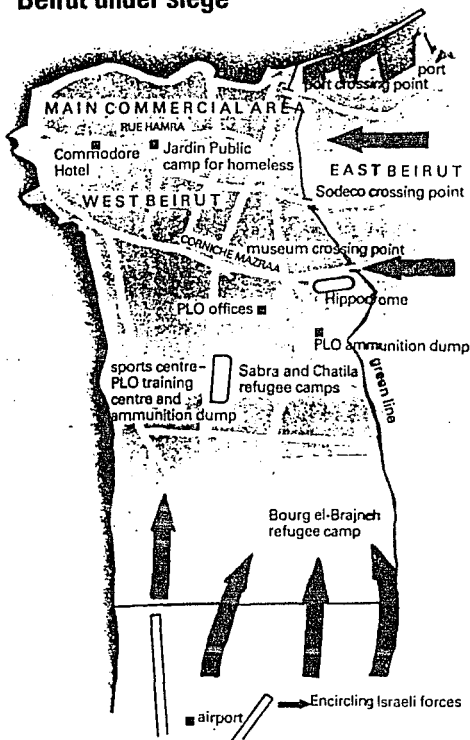 Beirut under siege
port
port crossing point
MAIN COMMERCIAL AREA
RUE HAMRA
Commodore
Hotel
Jardin Public
camp for homeless
EAST BEIRUT
Sodeco crossing point
WEST BEIRUT
CORNICHE MAZRAA
museum crossing point
Hippodrome
PLO offices
PLO ammunition dump
green line
sports centre-
PLO training
centre and
ammunition dump
Sabra and Chatila
refugee camps
Bourg el-Brajneh
refugee camp
Encircling Israeli forces
airport